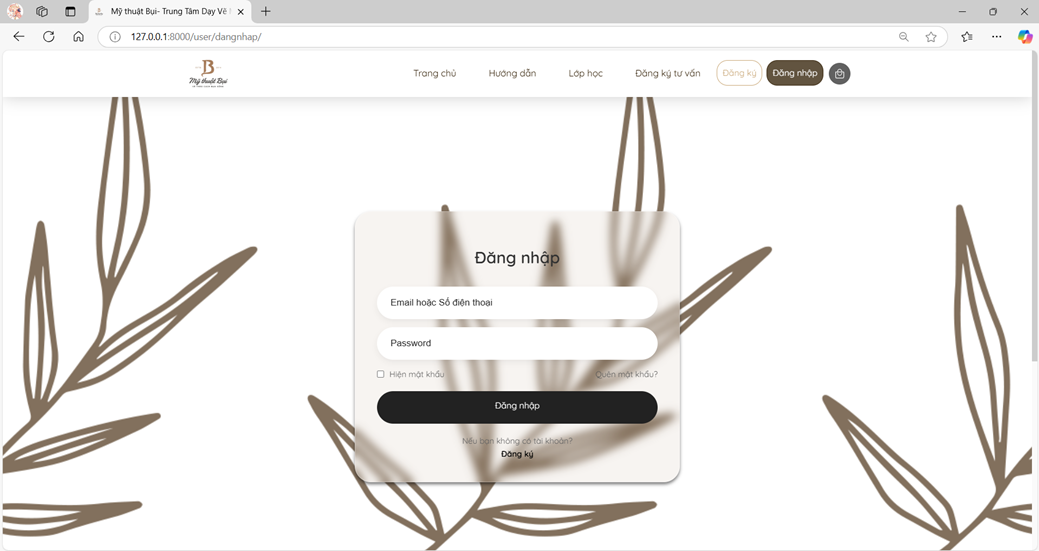 Mỹ thuật Bụi- Trung Tâm Dạy Vẽ
127.0.0.1:8000/user/dangnhap/
B
Mỹ thuật Bụi
Trang chủ
Hướng dẫn
Lớp học
Đăng ký tư vấn
Đăng ký
Đăng nhập
Đăng nhập
Email hoặc Số điện thoại
Password
Hiện mật khẩu
Quên mật khẩu?
Đăng nhập
Nếu bạn không có tài khoản?
Đăng ký